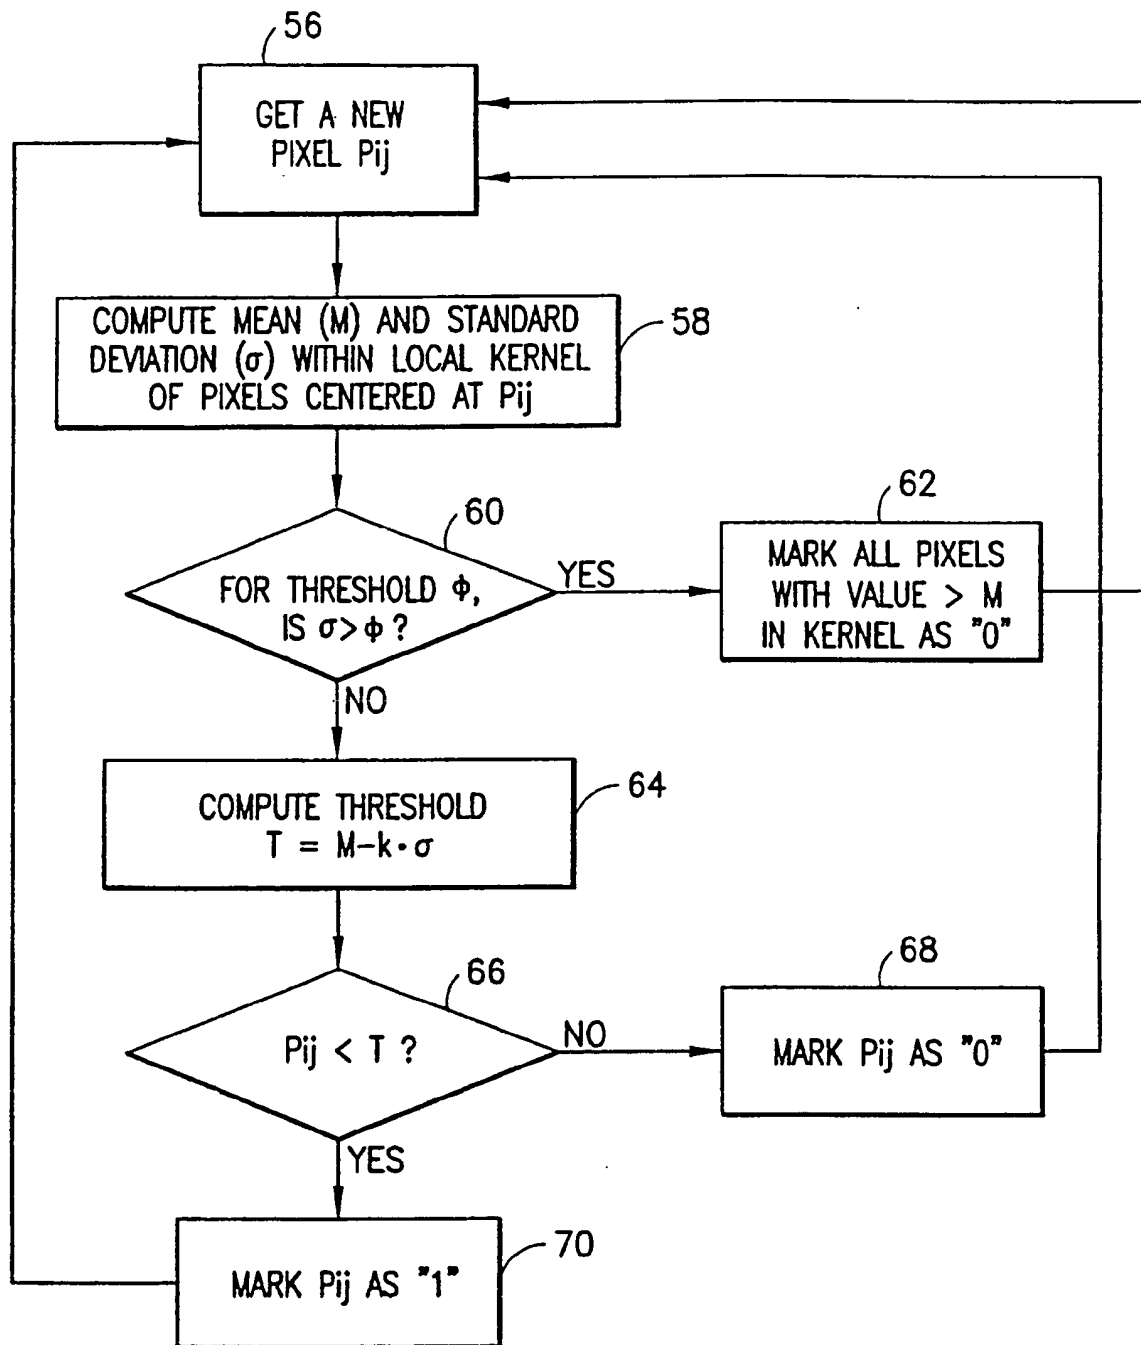 56
GET A NEW
PIXEL Pij
COMPUTE MEAN (M) AND STANDARD
DEVIATION (σ) WITHIN LOCAL KERNEL
OF PIXELS CENTERED AT Pij
58
60
FOR THRESHOLD ϕ,
IS σ>ϕ ?
YES
62
MARK ALL PIXELS
WITH VALUE > M
IN KERNEL AS "0"
NO
COMPUTE THRESHOLD
T = M-k•σ
64
66
Pij < T ?
NO
68
MARK Pij AS "0"
YES
MARK Pij AS "1"
70